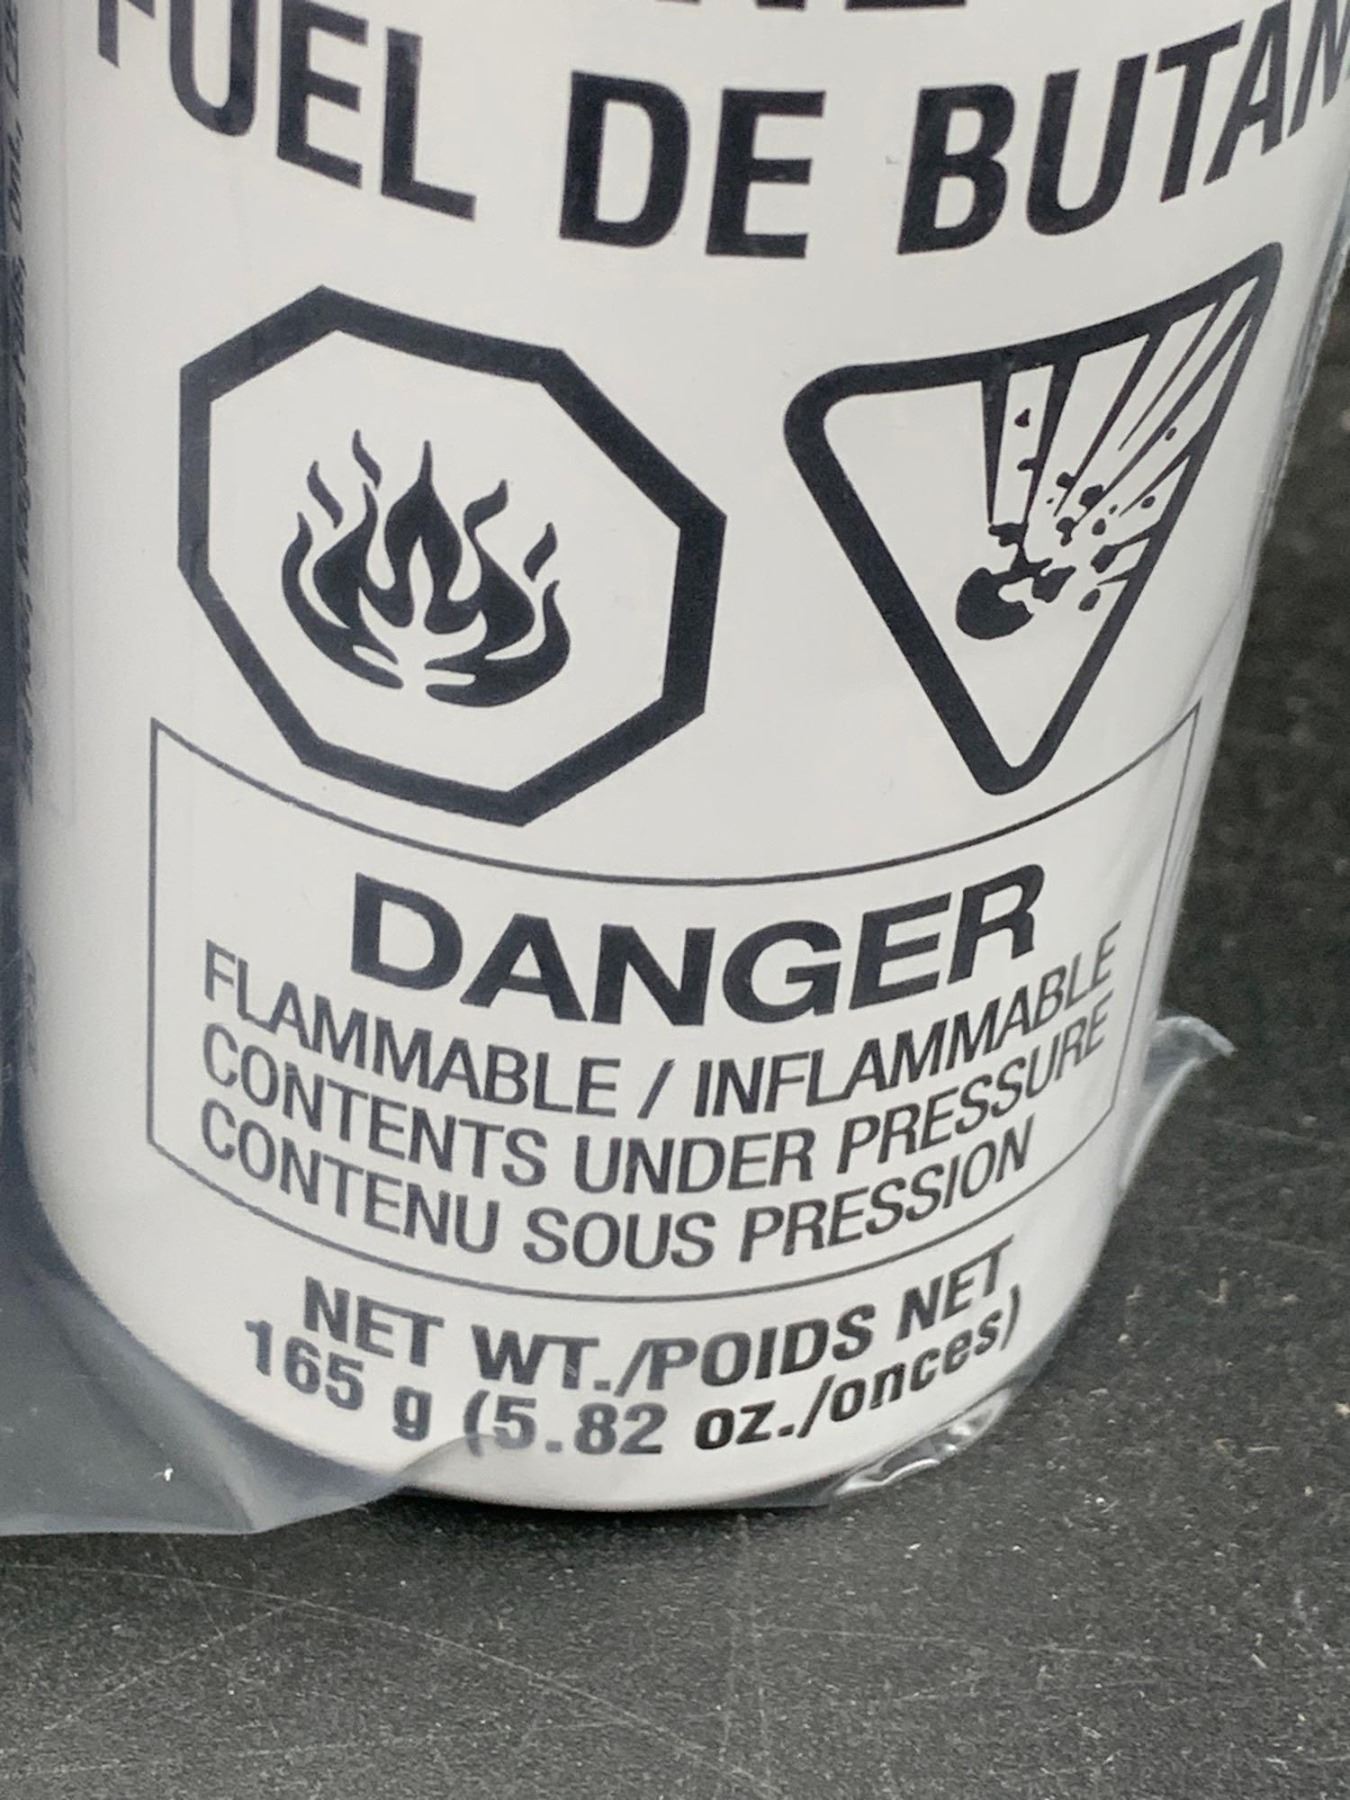 FUEL DE BUTAN
DANGER
FLAMMABLE / INFLAMMABLE
CONTENTS UNDER PRESSURE
CONTENU SOUS PRESSION
NET WT./POIDS NET
165 g (5.82 oz./onces)